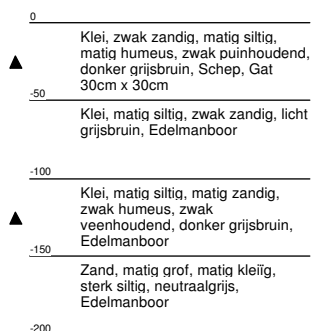 0
Klei, zwak zandig, matig siltig,
matig humeus, zwak puinhoudend,
donker grijsbruin, Schep, Gat
30cm x 30cm
-50
Klei, matig siltig, zwak zandig, licht
grijsbruin, Edelmanboor
-100
Klei, matig siltig, matig zandig,
zwak humeus, zwak
veenhoudend, donker grijsbruin,
Edelmanboor
-150
Zand, matig grof, matig kleiïg,
sterk siltig, neutraalgrijs,
Edelmanboor
-200